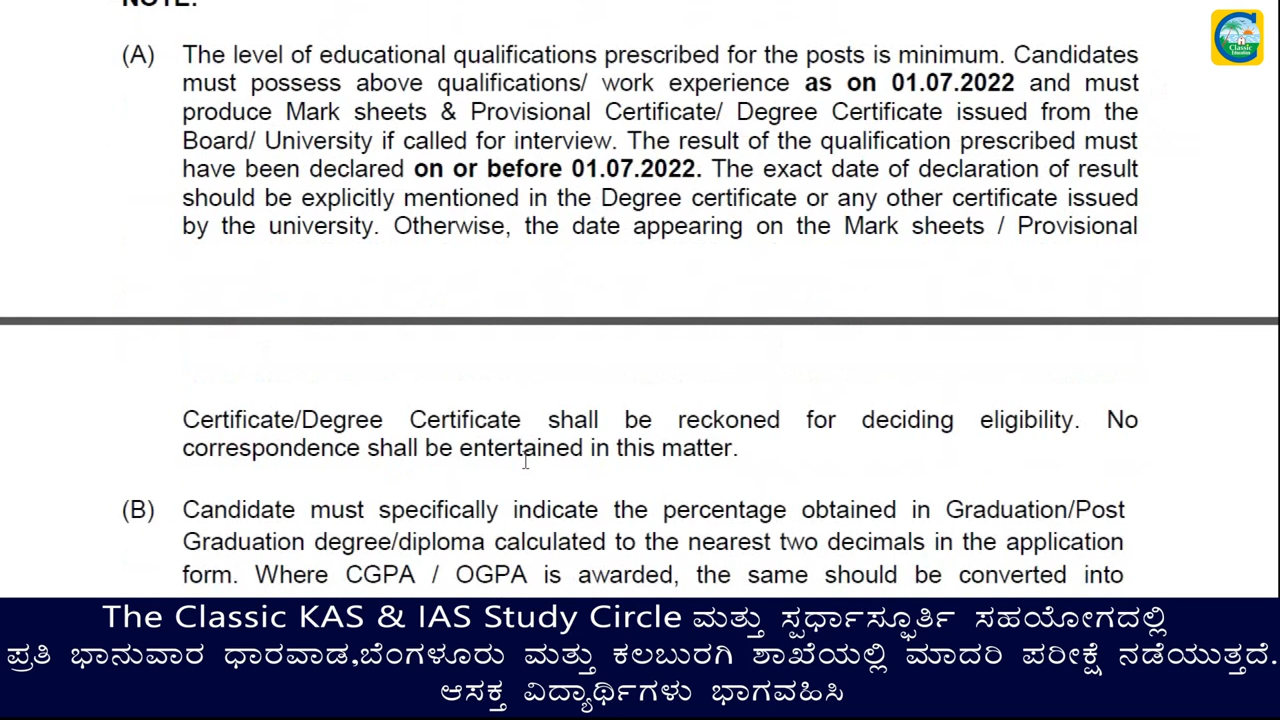 NOTE:
Classic
Education
(A) The level of educational qualifications prescribed for the posts is minimum. Candidates
must possess above qualifications/ work experience as on 01.07.2022 and must
produce Mark sheets & Provisional Certificate/ Degree Certificate issued from the
Board/ University if called for interview. The result of the qualification prescribed must
have been declared on or before 01.07.2022. The exact date of declaration of result
should be explicitly mentioned in the Degree certificate or any other certificate issued
by the university. Otherwise, the date appearing on the Mark sheets / Provisional
Certificate/Degree Certificate shall be reckoned for deciding eligibility. No
correspondence shall be entertained in this matter.
(B) Candidate must specifically indicate the percentage obtained in Graduation/Post
Graduation degree/diploma calculated to the nearest two decimals in the application
form. Where CGPA / OGPA is awarded, the same should be converted into
The Classic KAS & IAS Study Circle ಮತ್ತು ಸ್ಪರ್ಧಾಸ್ಫೂರ್ತಿ ಸಹಯೋಗದಲ್ಲಿ
ಪ್ರತಿ ಭಾನುವಾರ ಧಾರವಾಡ,ಬೆಂಗಳೂರು ಮತ್ತು ಕಲಬುರಗಿ ಶಾಖೆಯಲ್ಲಿ ಮಾದರಿ ಪರೀಕ್ಷೆ ನಡೆಯುತ್ತದೆ.
ಆಸಕ್ತ ವಿದ್ಯಾರ್ಥಿಗಳು ಭಾಗವಹಿಸಿ